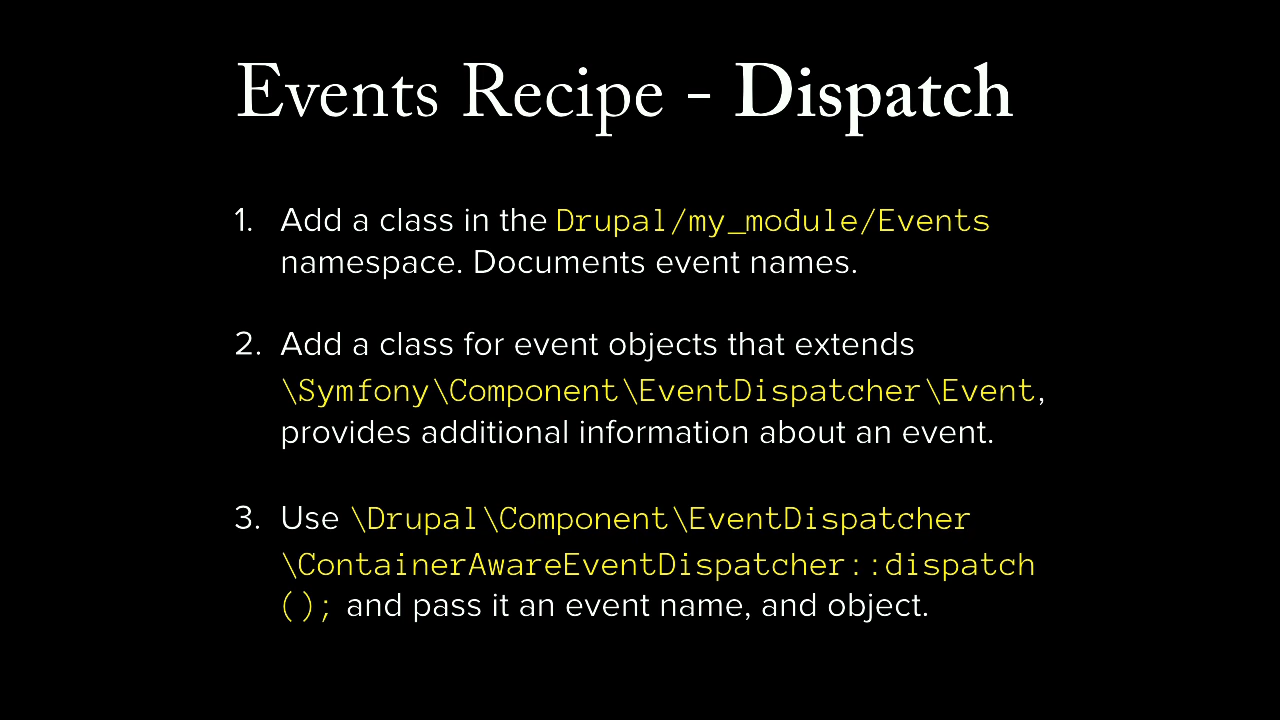 Events Recipe - Dispatch
1. Add a class in the Drupal/my_module/Events
namespace. Documents event names.
2. Add a class for event objects that extends
\Symfony\Component\EventDispatcher\Event,
provides additional information about an event.
3. Use \Drupal\Component\EventDispatcher
\ContainerAwareEventDispatcher::dispatch
(); and pass it an event name, and object.